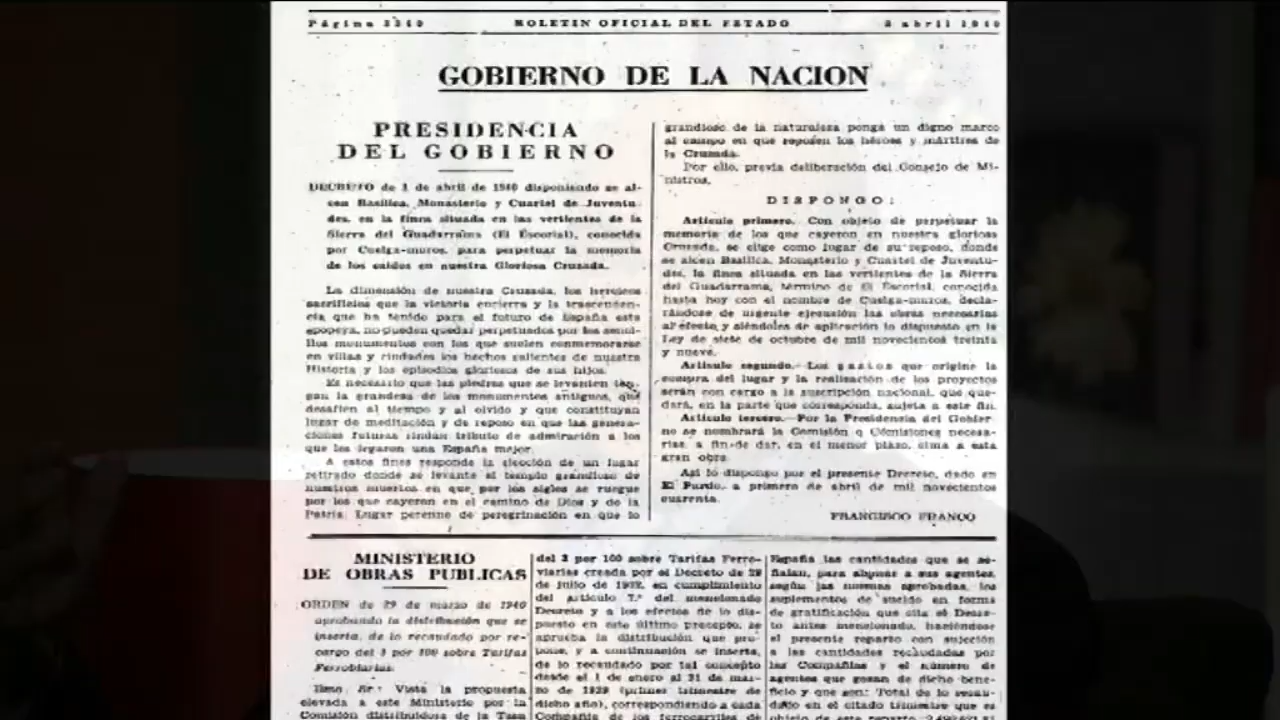 Página 2240 BOLETIN OFICIAL DEL ESTADO 2 abril 1940
GOBIERNO DE LA NACION
PRESIDENCIA
DEL GOBIERNO
DECRETO de 1 de abril de 1940 disponiendo se al-
cen Basílica, Monasterio y Cuartel de Juventu-
des, en la finca situada en las vertientes de la
Sierra del Guadarrama (El Escorial), conocida
por Cuelga-muros, para perpetuar la memoria
de los caídos en nuestra Gloriosa Cruzada.
La dimensión de nuestra Cruzada, los heroicos
sacrificios que la victoria encierra y la trascenden-
cia que ha tenido para el futuro de España esta
epopeya, no pueden quedar perpetuados por los senci-
llos monumentos con los que suelen conmemorarse
en villas y ciudades los hechos salientes de nuestra
Historia y los episodios gloriosos de sus hijos.
Es necesario que las piedras que se levanten ten-
gan la grandeza de los monumentos antiguos, que
desafíen al tiempo y al olvido y que constituyan
lugar de meditación y de reposo en que las genera-
ciones futuras rindan tributo de admiración a los
que les legaron una España mejor.
A estos fines responde la elección de un lugar
retirado donde se levante el templo grandioso de
nuestros muertos en que por los siglos se ruegue
por los que cayeron en el camino de Dios y de la
Patria. Lugar perenne de peregrinación en que lo
grandioso de la naturaleza ponga un digno marco
al campo en que reposen los héroes y mártires de
la Cruzada.
Por ello, previa deliberación del Consejo de Mi-
nistros,
DISPONGO:
Artículo primero. Con objeto de perpetuar la
memoria de los que cayeron en nuestra gloriosa
Cruzada, se elige como lugar de su reposo, donde
se alcen Basílica, Monasterio y Cuartel de Juventu-
des, la finca situada en las vertientes de la Sierra
del Guadarrama, término de El Escorial, conocida
hasta hoy con el nombre de Cuelga-muros, decla-
rándose de urgente ejecución las obras necesarias
al efecto y siéndoles de aplicación lo dispuesto en la
Ley de siete de octubre de mil novecientos treinta
y nueve.
Artículo segundo.—Los gastos que origine la
compra del lugar y la realización de los proyectos
serán con cargo a la suscripción nacional, que que-
dará, en la parte que corresponda, sujeta a este fin.
Artículo tercero.—Por la Presidencia del Gobier-
no se nombrará la Comisión o Comisiones necesa-
rias, a fin de dar, en el menor plazo, cima a esta
gran obra.
Así lo dispongo por el presente Decreto, dado en
El Pardo, a primero de abril de mil novecientos
cuarenta.
FRANCISCO FRANCO
MINISTERIO
DE OBRAS PUBLICAS
ORDEN de 29 de marzo de 1940
aprobando la distribución que se
inserta, de lo recaudado por re-
cargo del 3 por 100 sobre Tarifas
Ferroviarias.
Ilmo. Sr.: Vista la propuesta
elevada a este Ministerio por la
Comisión distribuidora de la Tasa
del 3 por 100 sobre Tarifas Ferro-
viarias creada por el Decreto de
de julio de en cumplimiento
del artículo 7.º del mencionado
Decreto y a los efectos de lo dis-
puesto en este último precepto, se
aprueba la distribución que pro-
pone, y a continuación se inserta,
de lo recaudado por tal concepto
desde el 1 de enero al 31 de mar-
zo de 1939 (primer trimestre de
dicho año), correspondiendo a cada
Compañía de los ferrocarriles de
España las cantidades que se se-
ñalan, para abonar a sus agentes,
según las normas aprobadas, los
suplementos de sueldo en forma
de gratificación que cita el Decre-
to antes mencionado, haciéndose
el presente reparto con sujeción
a las cantidades recaudadas por
las Compañías y el número de
agentes que gozan de dicho bene-
ficio y que son: Total de lo recau-
dado en el citado trimestre que es
objeto de este reparto